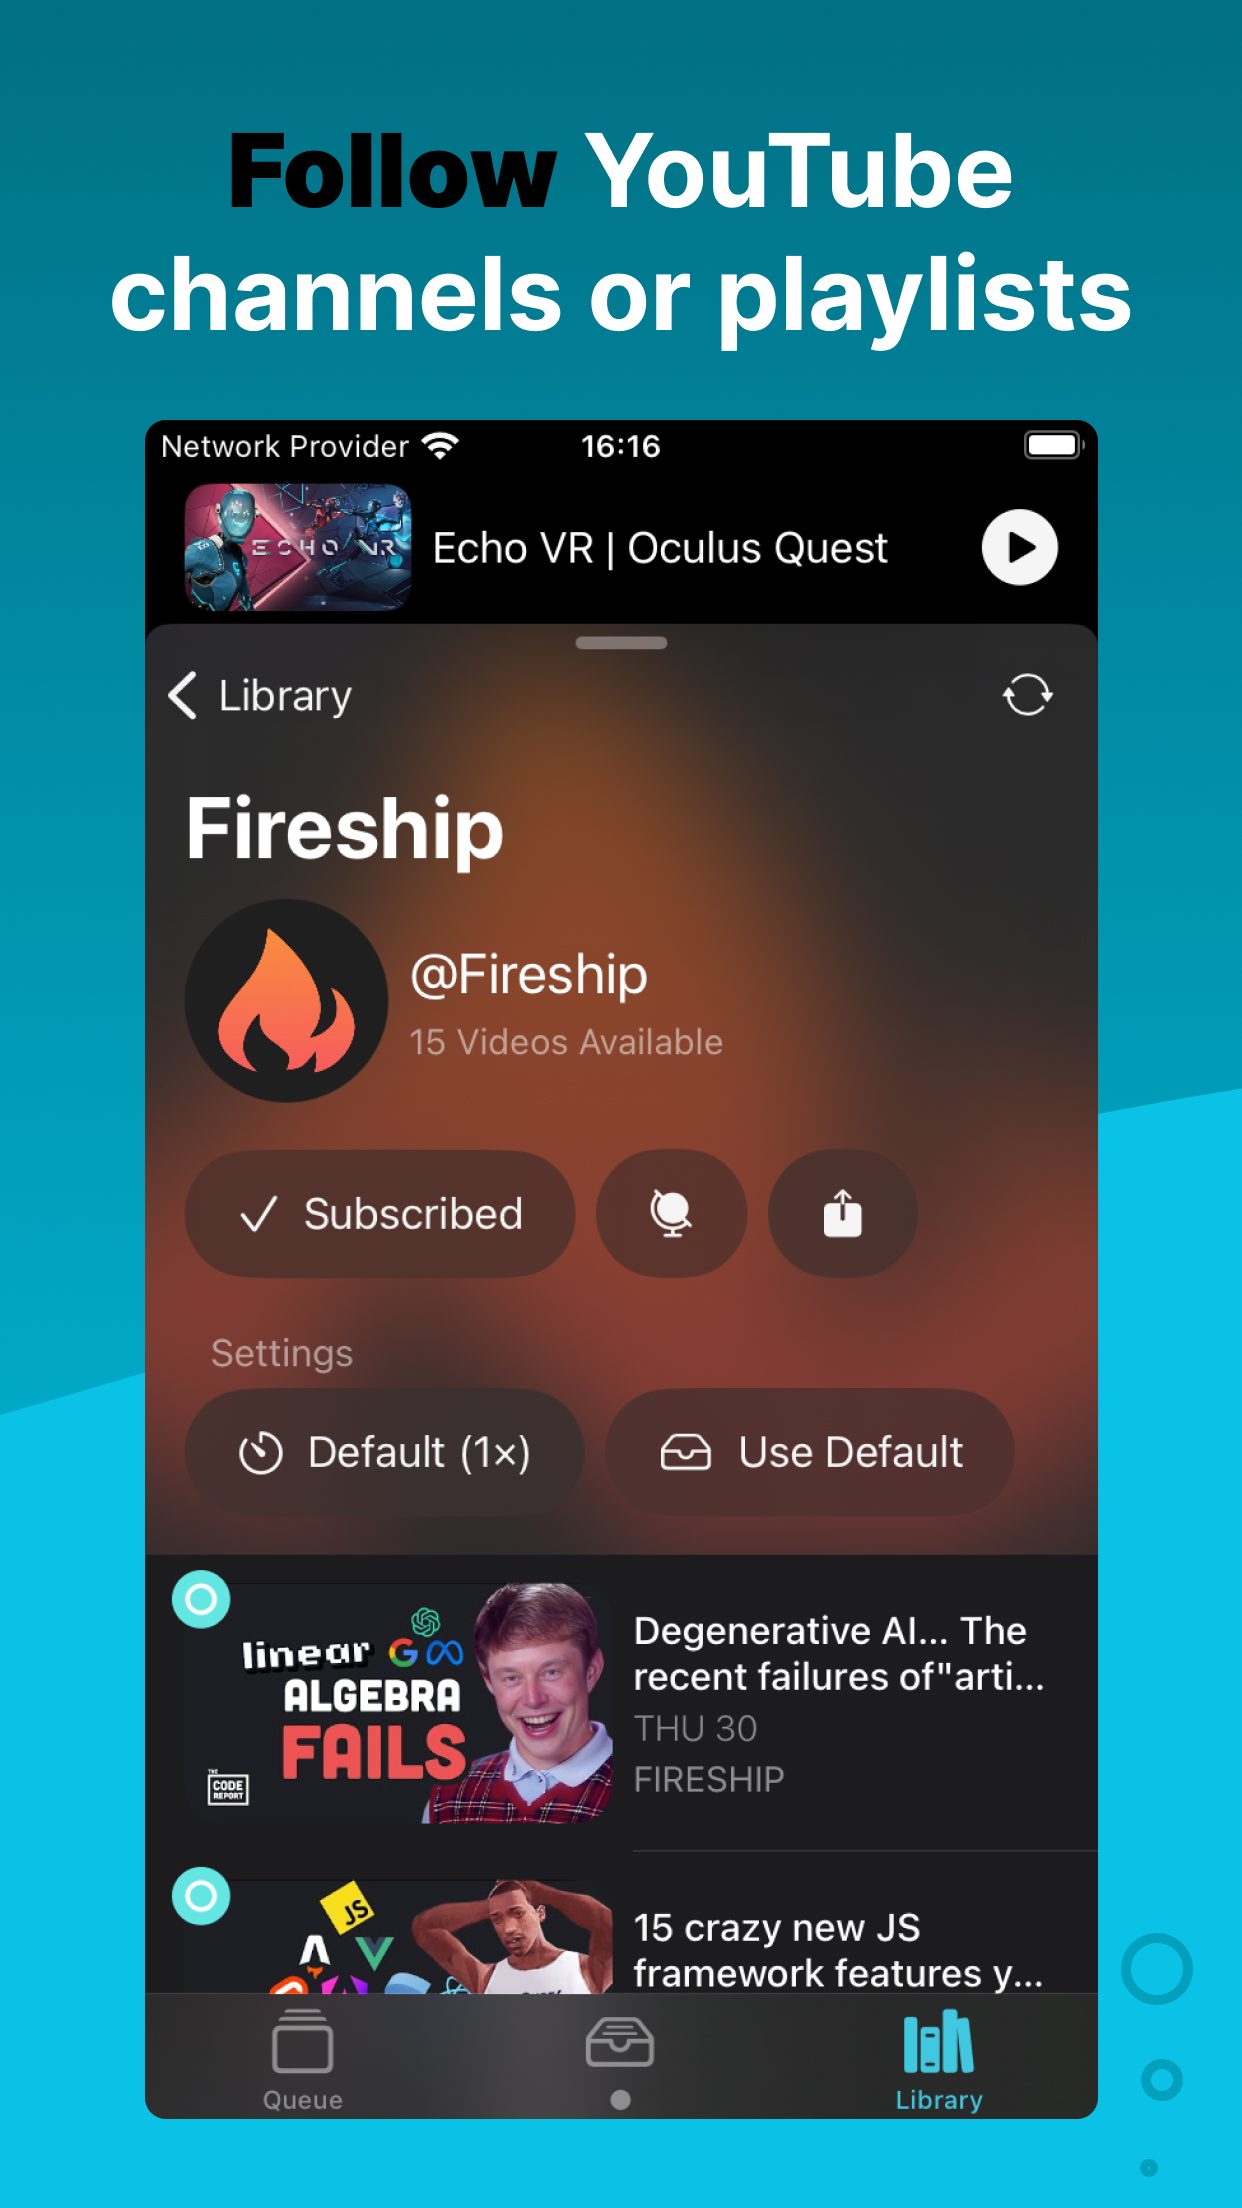 Follow YouTube
channels or playlists
Network Provider
16:16
ECHO VR
Echo VR | Oculus Quest
Library
Fireship
@Fireship
15 Videos Available
Subscribed
Settings
Default (1×)
Use Default
linear
ALGEBRA
FAILS
THE
CODE
REPORT
Degenerative AI... The
recent failures of"arti...
THU 30
FIRESHIP
JS
15 crazy new JS
framework features y...
Queue
Library